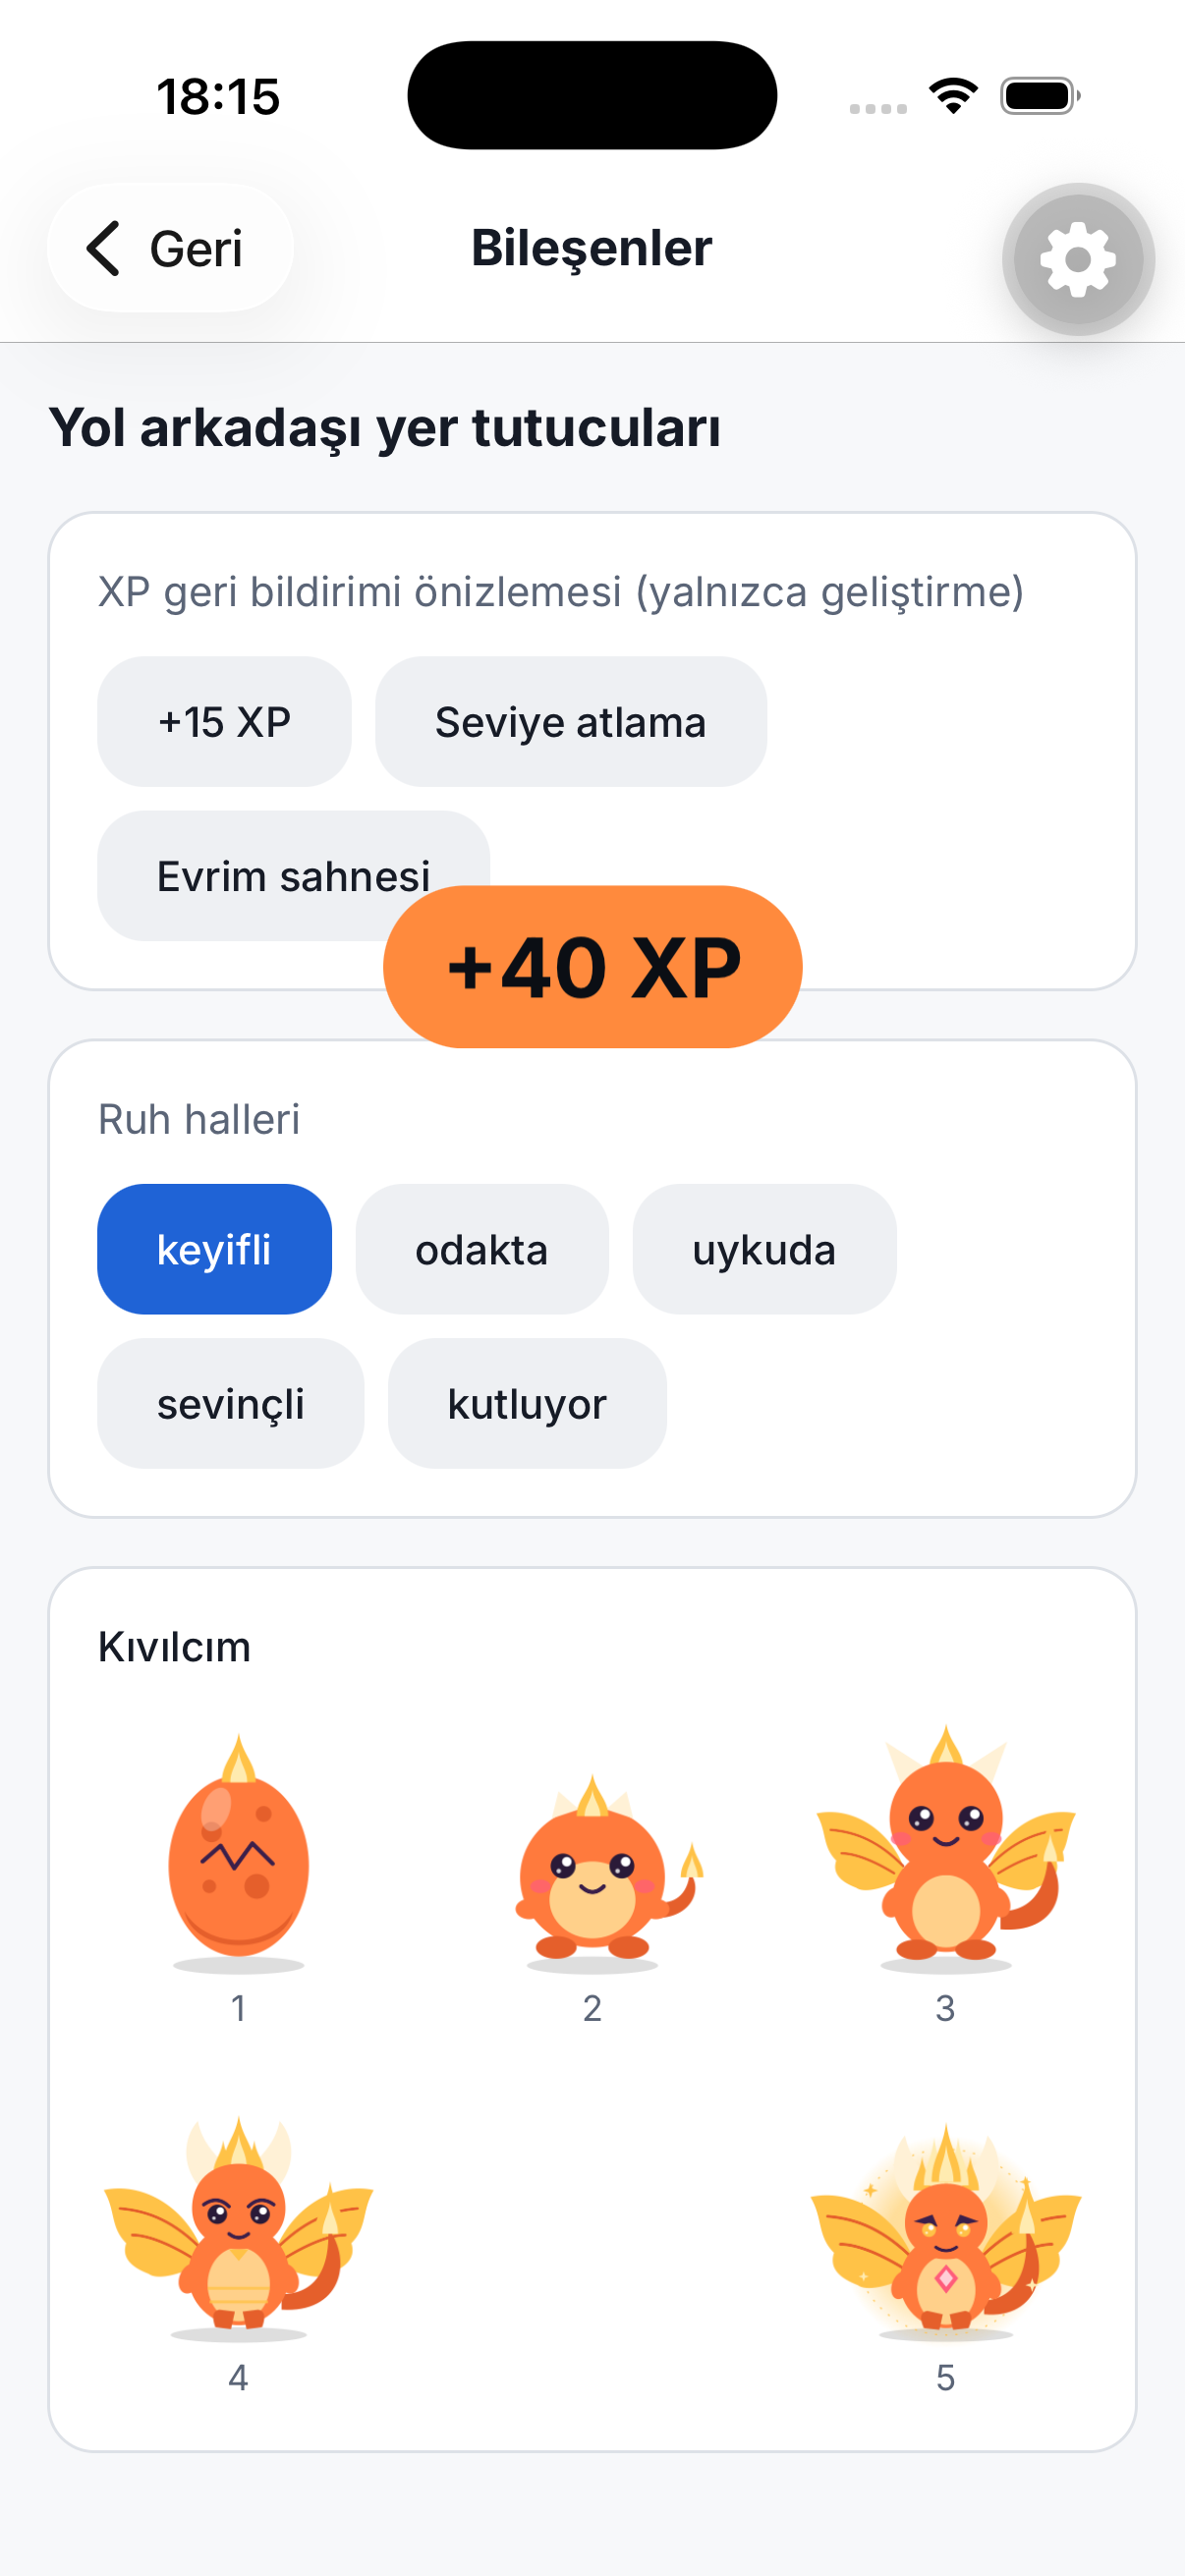 18:15
Geri
Bileşenler
Yol arkadaşı yer tutucuları
XP geri bildirimi önizlemesi (yalnızca geliştirme)
+15 XP
Seviye atlama
Evrim sahnesi
+40 XP
Ruh halleri
keyifli
odakta
uykuda
sevinçli
kutluyor
Kıvılcım
1
2
3
4
5